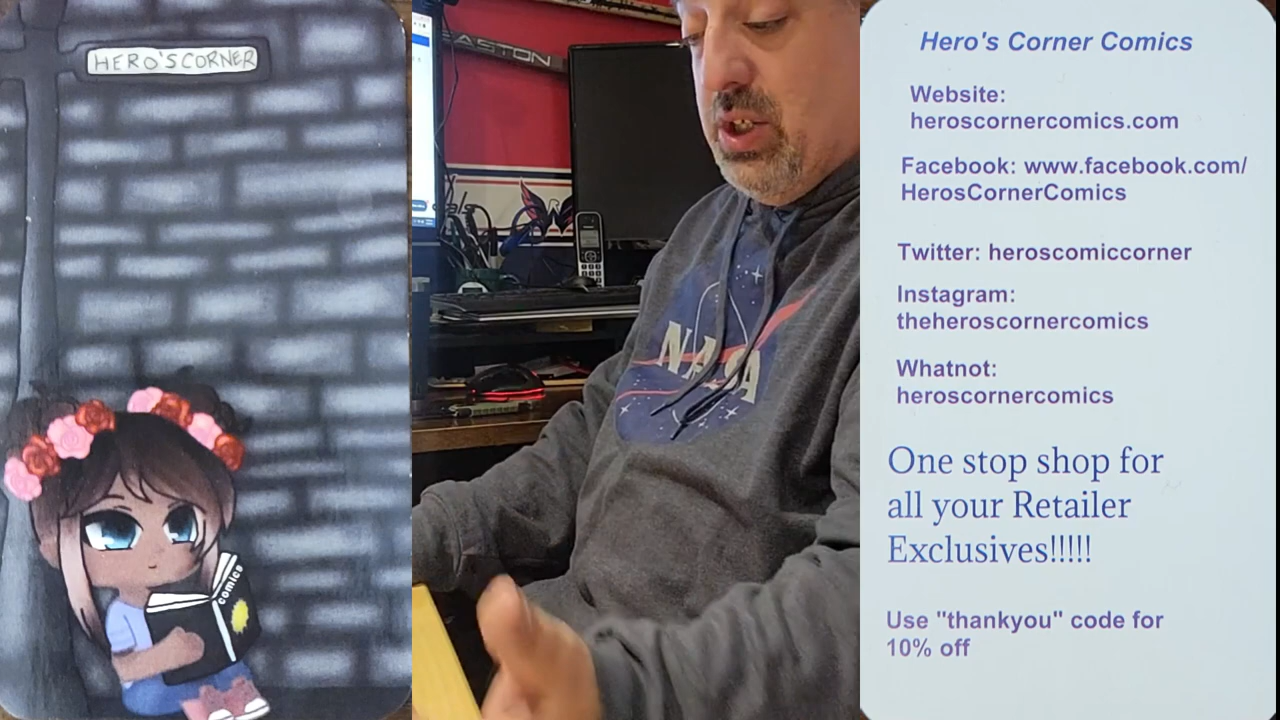 HERO'S CORNER
comics
EASTON
NASA
Hero's Corner Comics
Website:
heroscornercomics.com
Facebook: www.facebook.com/
HerosCornerComics
Twitter: heroscomiccorner
Instagram:
theheroscornercomics
Whatnot:
heroscornercomics
One stop shop for
all your Retailer
Exclusives!!!!!
Use "thankyou" code for
10% off